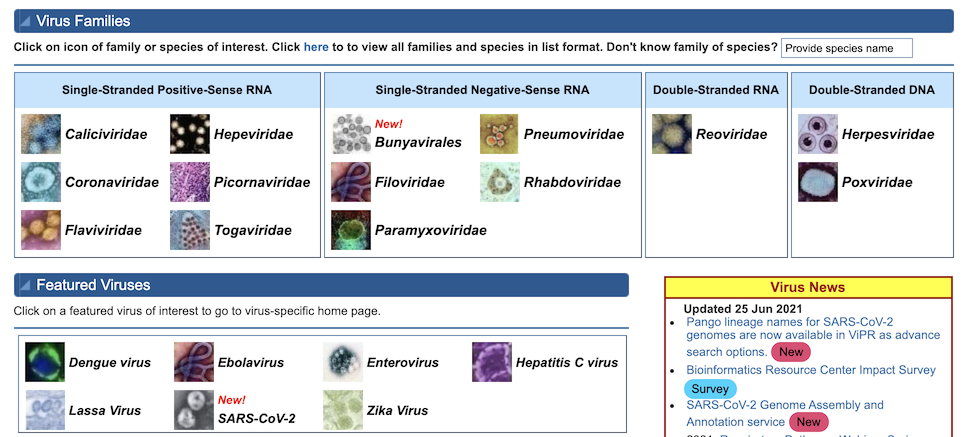 Virus Families
Click on icon of family or species of interest. Click here to to view all families and species in list format. Don't know family of species? Provide species name
Single-Stranded Positive-Sense RNA
Caliciviridae
Hepeviridae
Coronaviridae
Picornaviridae
Flaviviridae
Togaviridae
Single-Stranded Negative-Sense RNA
New!
Bunyavirales
Pneumoviridae
Filoviridae
Rhabdoviridae
Paramyxoviridae
Double-Stranded RNA
Reoviridae
Double-Stranded DNA
Herpesviridae
Poxviridae
Featured Viruses
Click on a featured virus of interest to go to virus-specific home page.
Dengue virus
Ebolavirus
Enterovirus
Hepatitis C virus
Lassa Virus
New!
SARS-CoV-2
Zika Virus
Virus News
Updated 25 Jun 2021
Pango lineage names for SARS-CoV-2
genomes are now available in ViPR as advance
search options. New
Bioinformatics Resource Center Impact Survey
Survey
SARS-CoV-2 Genome Assembly and
Annotation service New